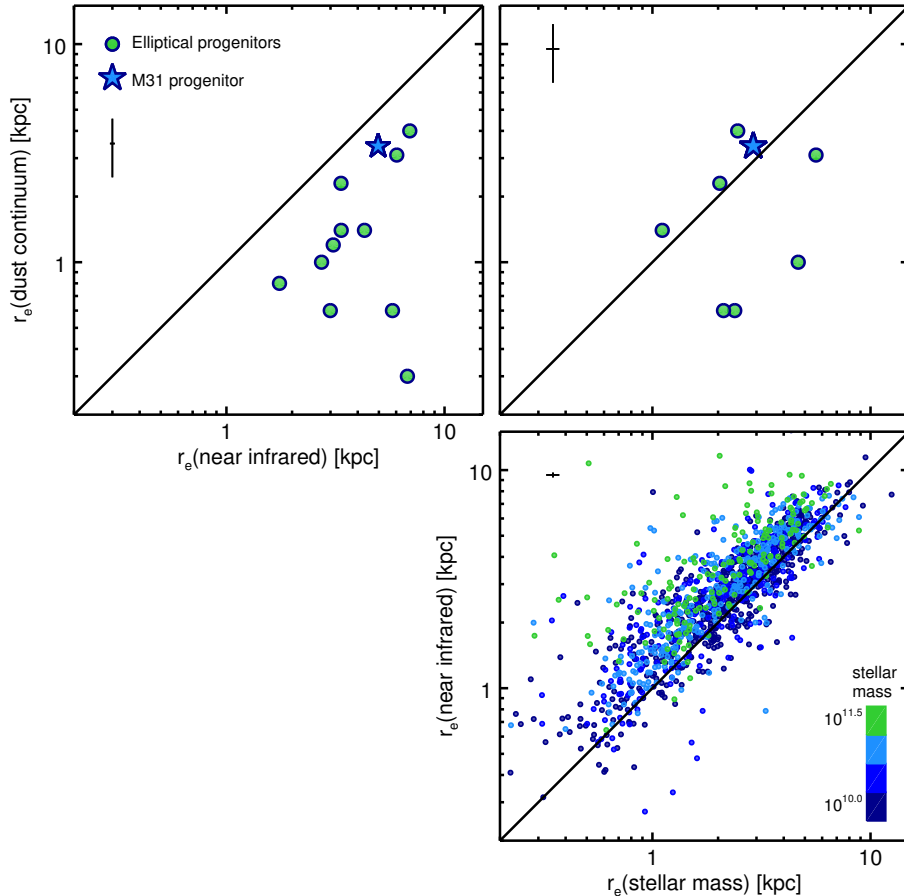 10
1
r_e(dust continuum) [kpc]
Elliptical progenitors
M31 progenitor
1
10
r_e(near infrared) [kpc]
10
1
r_e(near infrared) [kpc]
stellar
mass
10^11.5
10^10.0
1
10
r_e(stellar mass) [kpc]